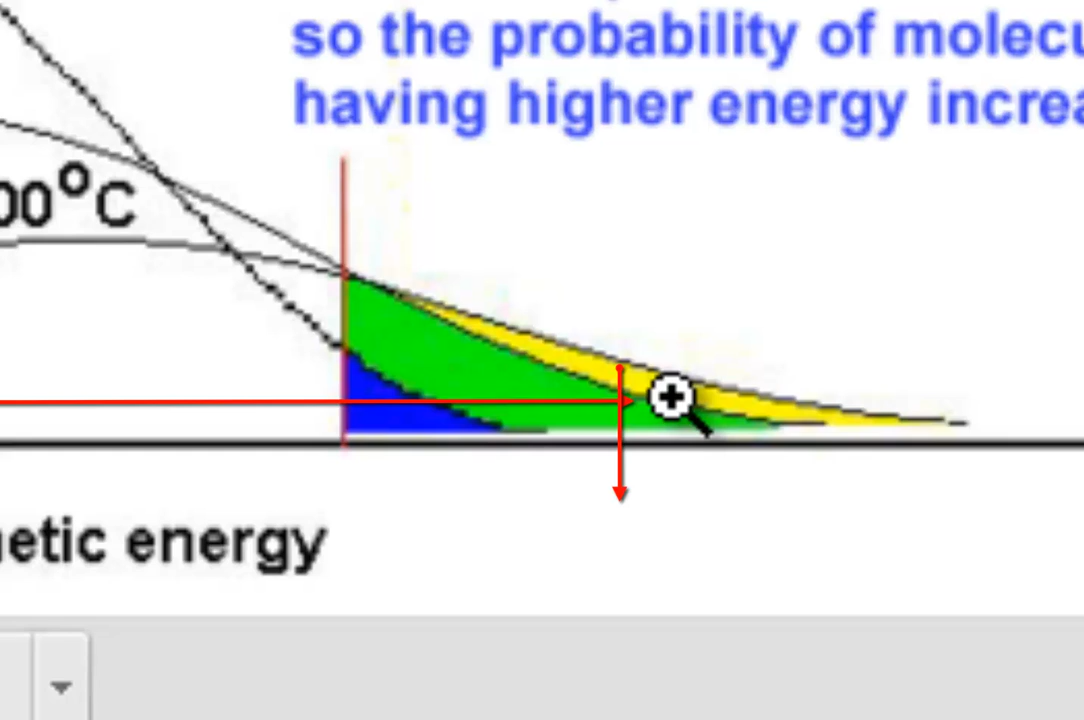 so the probability of molecu
having higher energy increa
00°C
etic energy